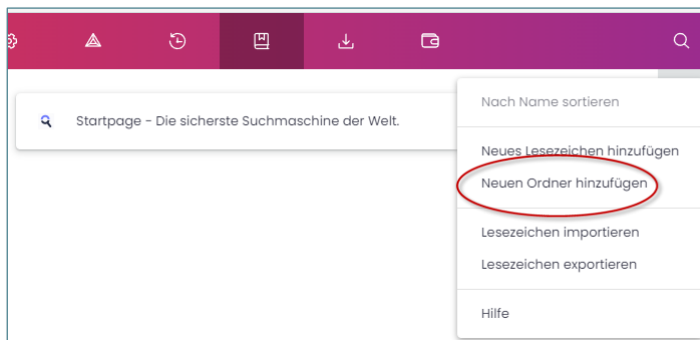 Nach Name sortieren
Startpage - Die sicherste Suchmaschine der Welt.
Neues Lesezeichen hinzufügen
Neuen Ordner hinzufügen
Lesezeichen importieren
Lesezeichen exportieren
Hilfe